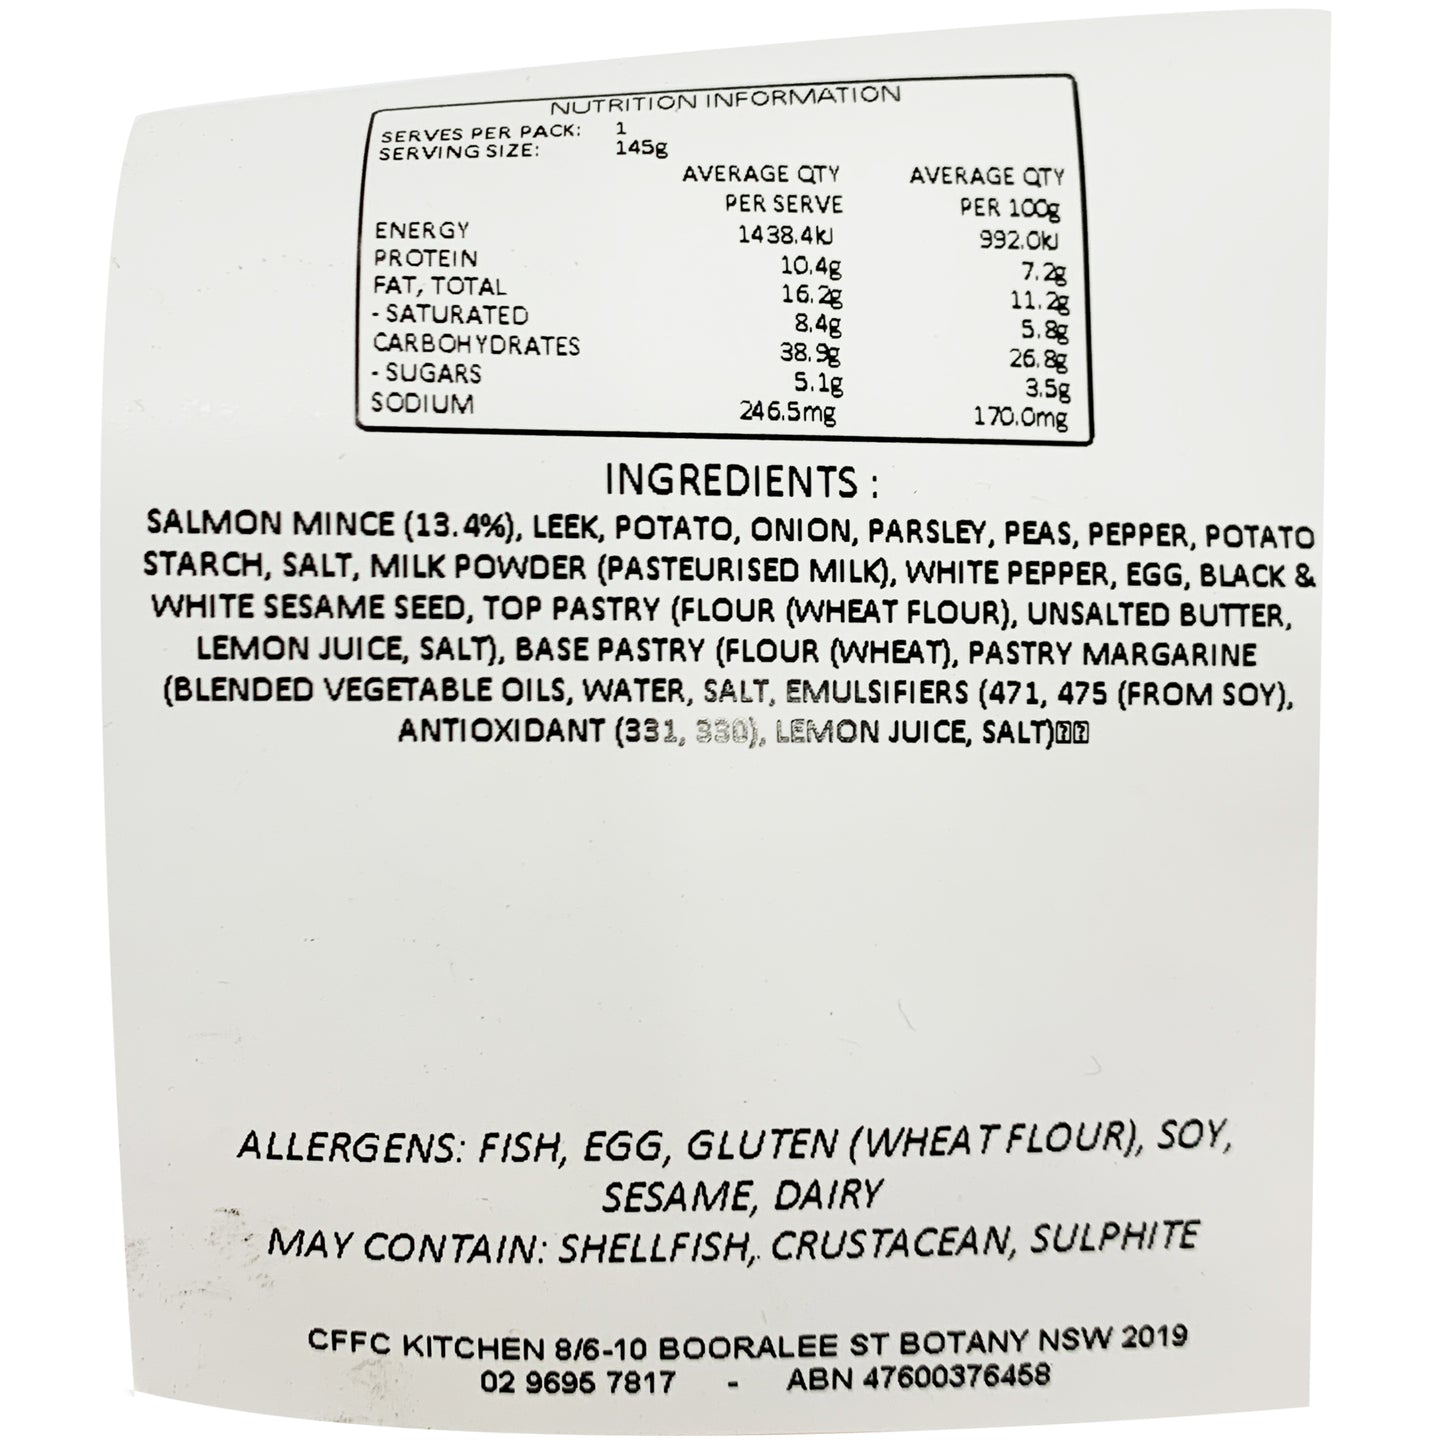 NUTRITION INFORMATION
SERVES PER PACK: 1
SERVING SIZE: 145g
AVERAGE QTY AVERAGE QTY
PER SERVE PER 100g
ENERGY 1438.4kJ 992.0kJ
PROTEIN 10.4g 7.2g
FAT, TOTAL 16.2g 11.2g
- SATURATED 8.4g 5.8g
CARBOHYDRATES 38.9g 26.8g
- SUGARS 5.1g 3.5g
SODIUM 246.5mg 170.0mg
INGREDIENTS :
SALMON MINCE (13.4%), LEEK, POTATO, ONION, PARSLEY, PEAS, PEPPER, POTATO
STARCH, SALT, MILK POWDER (PASTEURISED MILK), WHITE PEPPER, EGG, BLACK &
WHITE SESAME SEED, TOP PASTRY (FLOUR (WHEAT FLOUR), UNSALTED BUTTER,
LEMON JUICE, SALT), BASE PASTRY (FLOUR (WHEAT), PASTRY MARGARINE
(BLENDED VEGETABLE OILS, WATER, SALT, EMULSIFIERS (471, 475 (FROM SOY),
ANTIOXIDANT (331, 330), LEMON JUICE, SALT)⍰⍰
ALLERGENS: FISH, EGG, GLUTEN (WHEAT FLOUR), SOY,
SESAME, DAIRY
MAY CONTAIN: SHELLFISH, CRUSTACEAN, SULPHITE
CFFC KITCHEN 8/6-10 BOORALEE ST BOTANY NSW 2019
02 9695 7817 - ABN 47600376458